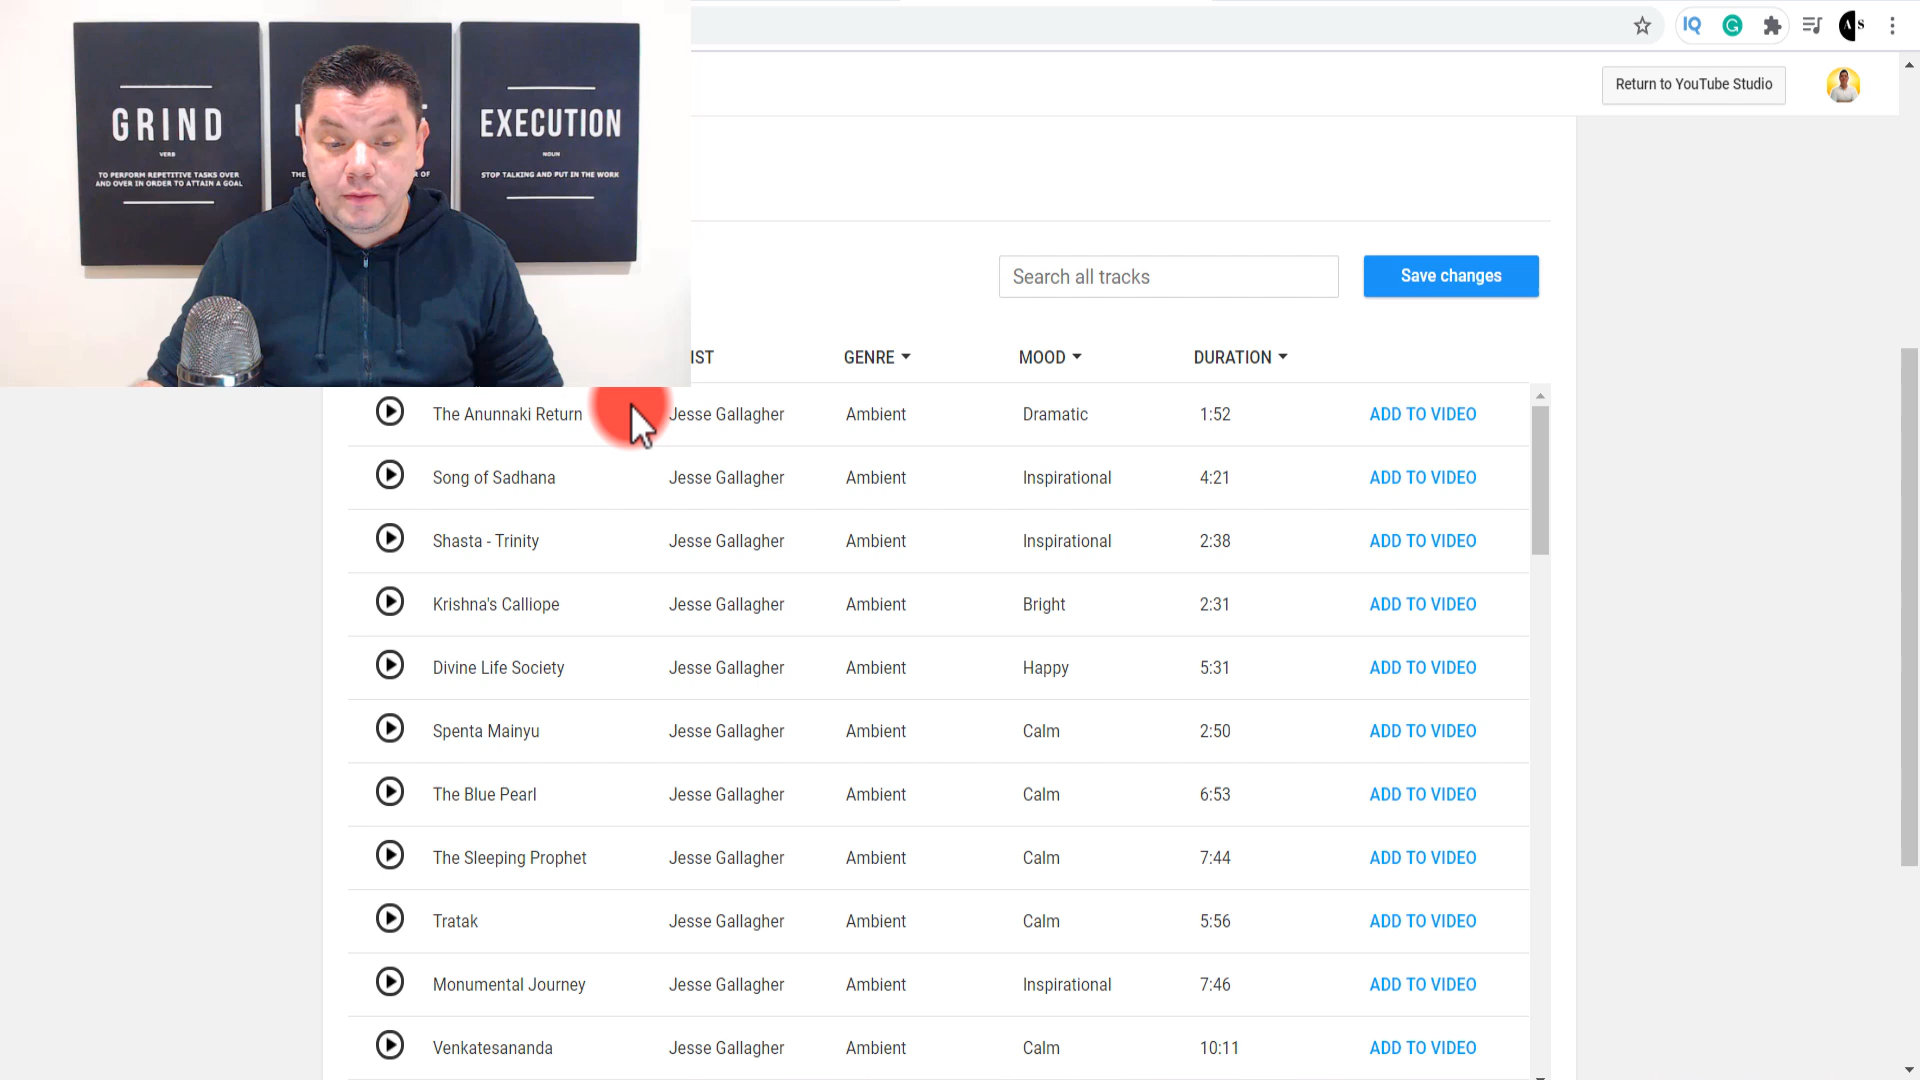 GRIND
VERB
TO PERFORM REPETITIVE TASKS OVER
AND OVER IN ORDER TO ATTAIN A GOAL
THE
OF
EXECUTION
NOUN
STOP TALKING AND PUT IN THE WORK
IQ
G
A S
Return to YouTube Studio
Search all tracks
Save changes
IST
GENRE
MOOD
DURATION
The Anunnaki Return Jesse Gallagher Ambient Dramatic 1:52 ADD TO VIDEO
Song of Sadhana Jesse Gallagher Ambient Inspirational 4:21 ADD TO VIDEO
Shasta - Trinity Jesse Gallagher Ambient Inspirational 2:38 ADD TO VIDEO
Krishna's Calliope Jesse Gallagher Ambient Bright 2:31 ADD TO VIDEO
Divine Life Society Jesse Gallagher Ambient Happy 5:31 ADD TO VIDEO
Spenta Mainyu Jesse Gallagher Ambient Calm 2:50 ADD TO VIDEO
The Blue Pearl Jesse Gallagher Ambient Calm 6:53 ADD TO VIDEO
The Sleeping Prophet Jesse Gallagher Ambient Calm 7:44 ADD TO VIDEO
Tratak Jesse Gallagher Ambient Calm 5:56 ADD TO VIDEO
Monumental Journey Jesse Gallagher Ambient Inspirational 7:46 ADD TO VIDEO
Venkatesananda Jesse Gallagher Ambient Calm 10:11 ADD TO VIDEO